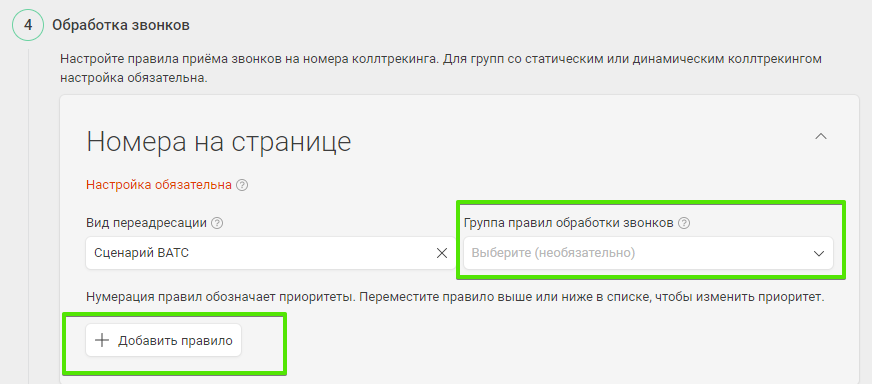 4 Обработка звонков
Настройте правила приёма звонков на номера коллтрекинга. Для групп со статическим или динамическим коллтрекингом
настройка обязательна.
Номера на странице
Настройка обязательна ?
Вид переадресации ? Группа правил обработки звонков ?
Сценарий ВАТС Выберите (необязательно)
Нумерация правил обозначает приоритеты. Переместите правило выше или ниже в списке, чтобы изменить приоритет.
+ Добавить правило